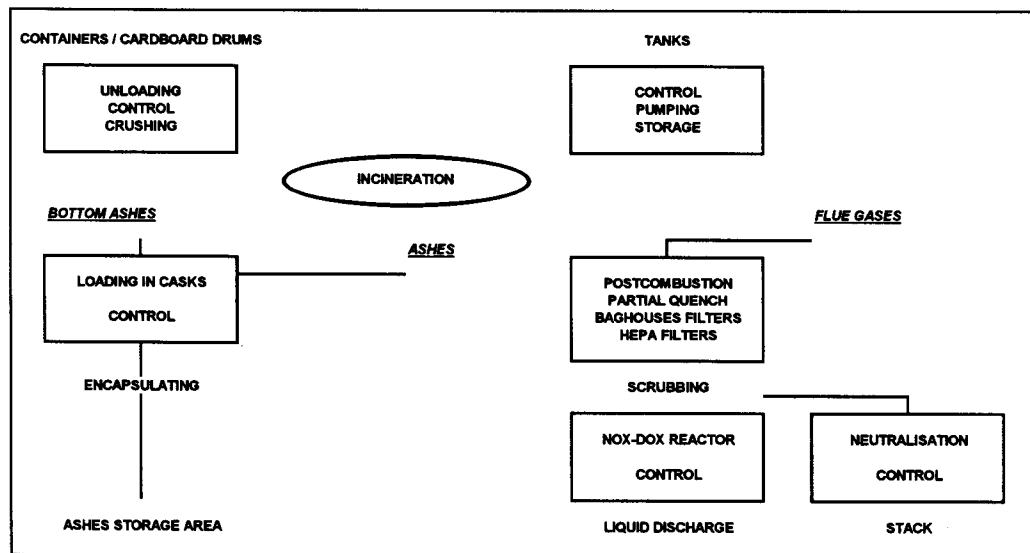 CONTAINERS / CARDBOARD DRUMS
TANKS
UNLOADING
CONTROL
CRUSHING
CONTROL
PUMPING
STORAGE
INCINERATION
BOTTOM ASHES
FLUE GASES
ASHES
LOADING IN CASKS
CONTROL
POSTCOMBUSTION
PARTIAL QUENCH
BAGHOUSES FILTERS
HEPA FILTERS
ENCAPSULATING
SCRUBBING
NOX-DOX REACTOR
CONTROL
NEUTRALISATION
CONTROL
ASHES STORAGE AREA
LIQUID DISCHARGE
STACK